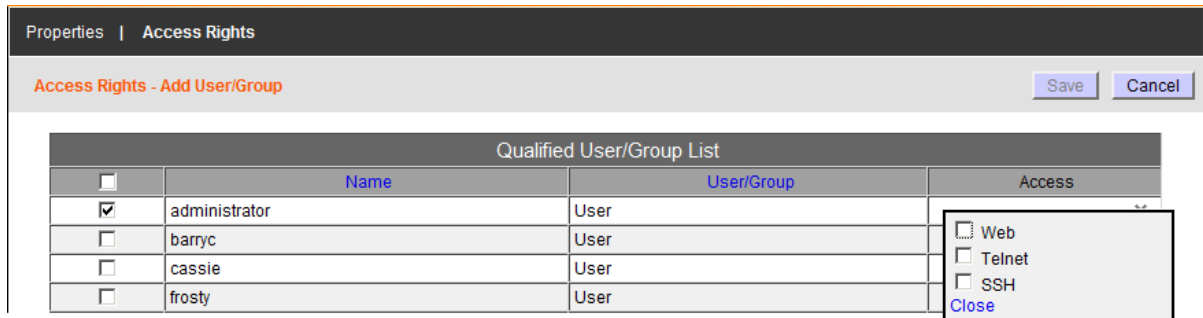 Properties | Access Rights
Access Rights - Add User/Group Save Cancel
Qualified User/Group List
Name User/Group Access
administrator User
barryc User
cassie User
frosty User
Web
Telnet
SSH
Close